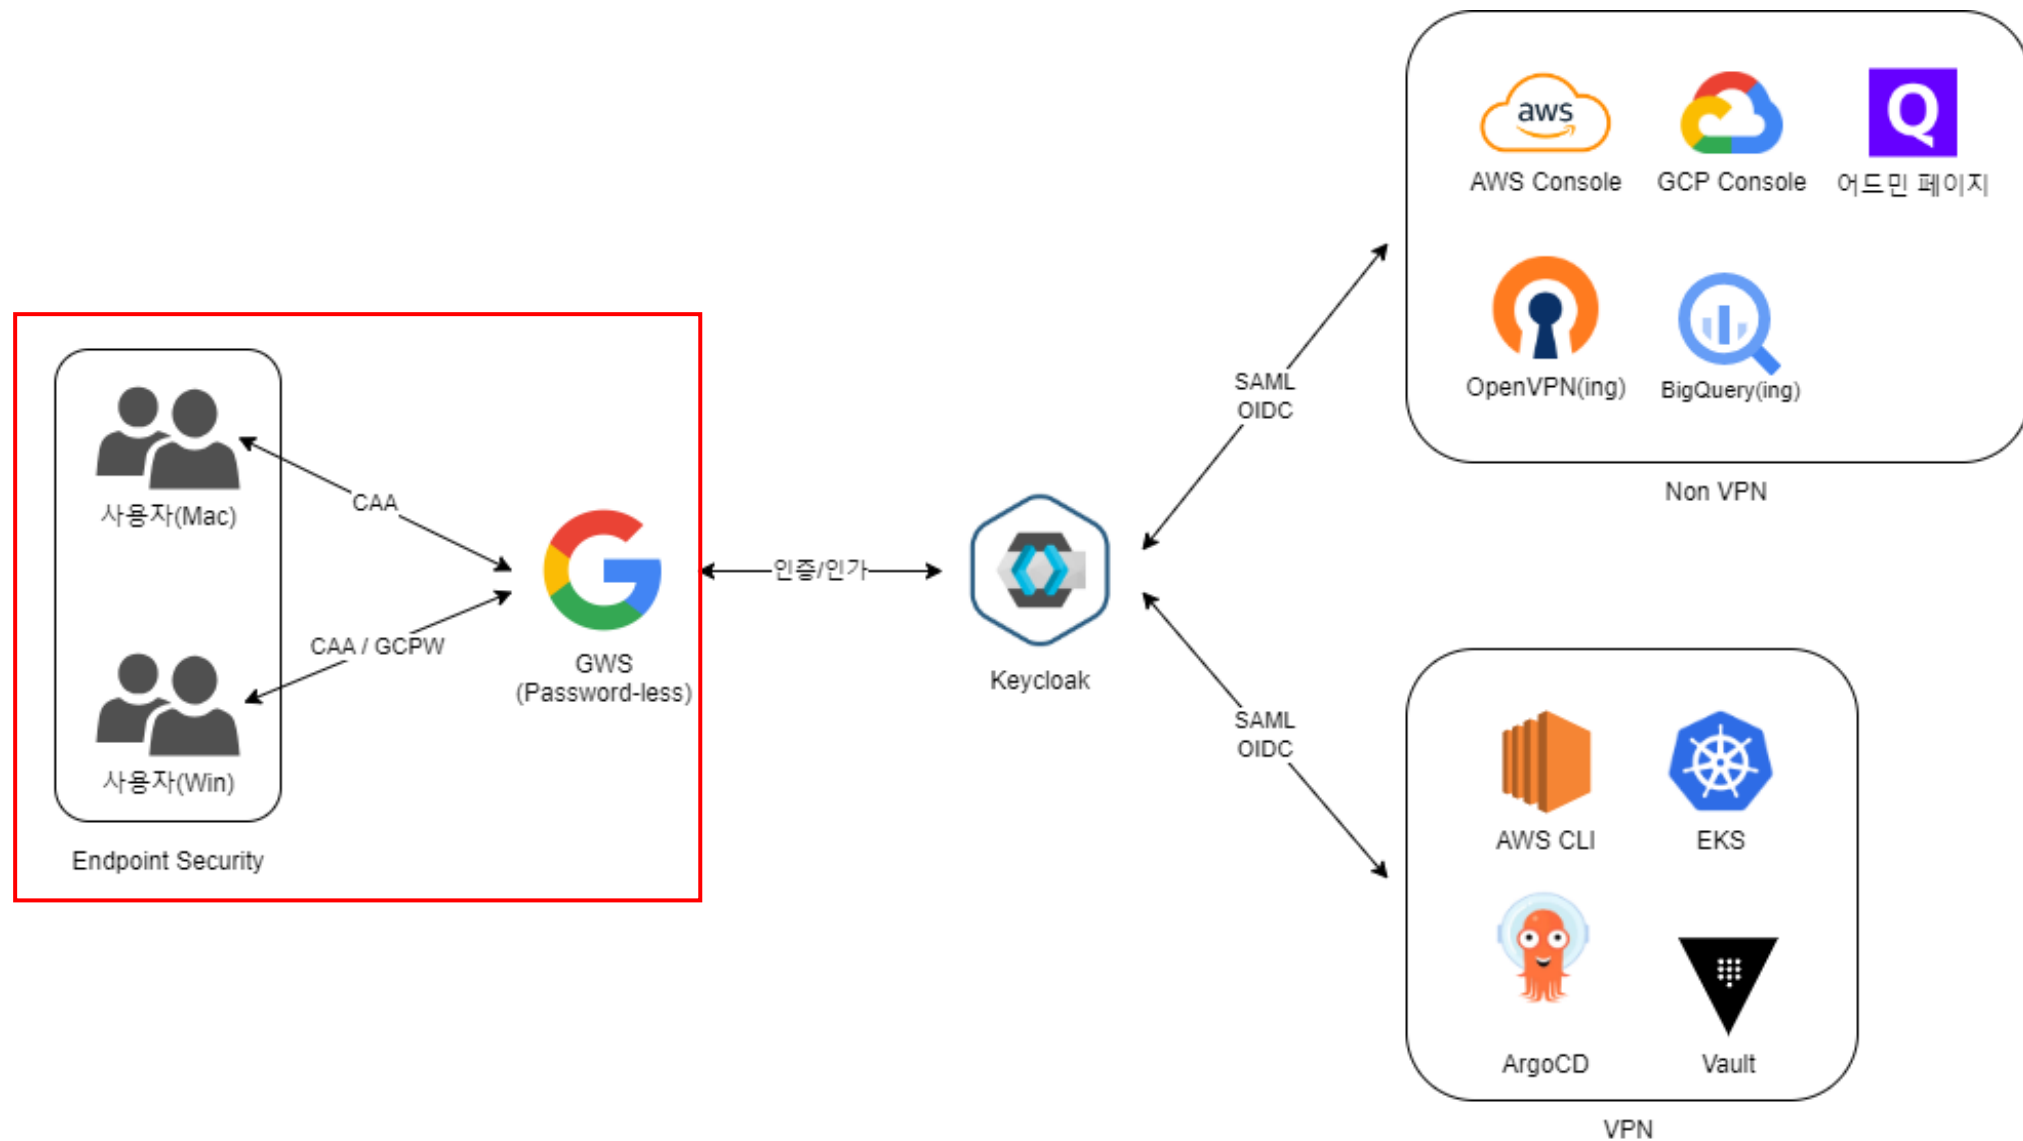 aws
AWS Console
GCP Console
Q
어드민 페이지
OpenVPN(ing)
BigQuery(ing)
Non VPN
SAML
OIDC
사용자(Mac)
CAA
CAA / GCPW
사용자(Win)
Endpoint Security
GWS
(Password-less)
인증/인가
Keycloak
SAML
OIDC
AWS CLI
EKS
ArgoCD
Vault
VPN